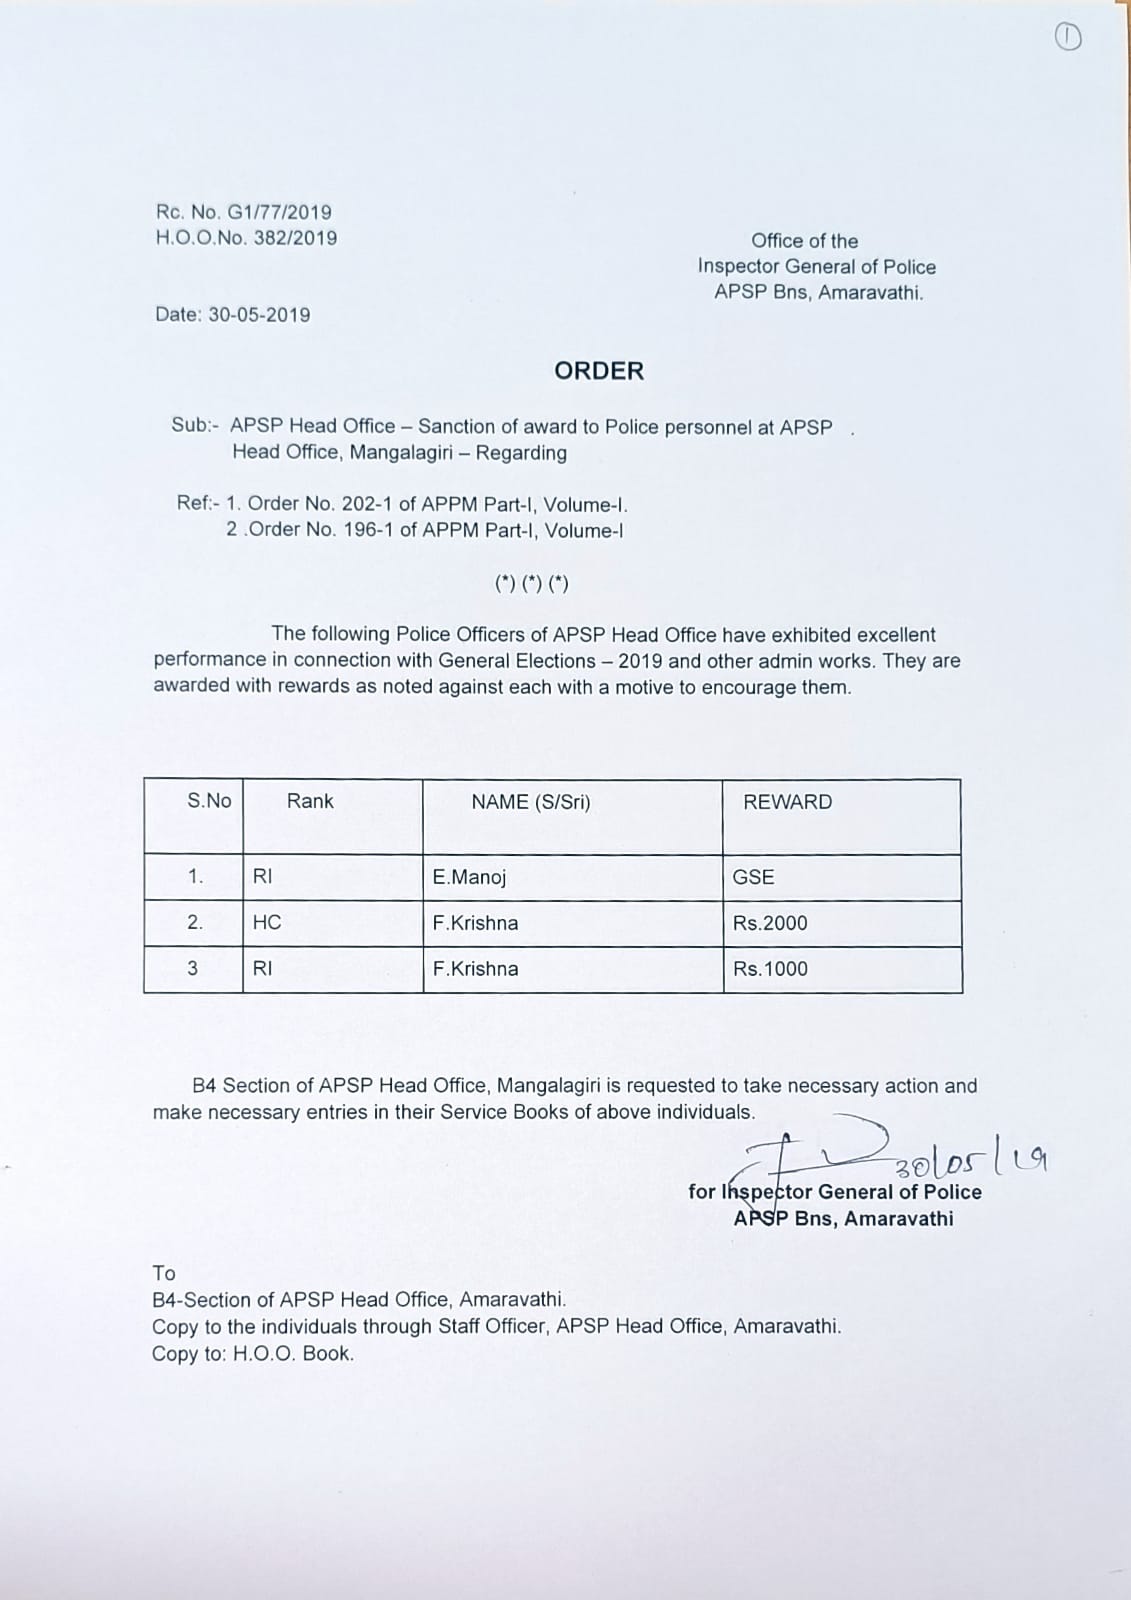 1
Rc. No. G1/77/2019
H.O.O.No. 382/2019
Office of the
Inspector General of Police
APSP Bns, Amaravathi.
Date: 30-05-2019
ORDER
Sub:- APSP Head Office – Sanction of award to Police personnel at APSP .
Head Office, Mangalagiri – Regarding
Ref:- 1. Order No. 202-1 of APPM Part-I, Volume-I.
2 .Order No. 196-1 of APPM Part-I, Volume-I
(*) (*) (*)
The following Police Officers of APSP Head Office have exhibited excellent
performance in connection with General Elections – 2019 and other admin works. They are
awarded with rewards as noted against each with a motive to encourage them.
S.No Rank NAME (S/Sri) REWARD
1. RI E.Manoj GSE
2. HC F.Krishna Rs.2000
3 RI F.Krishna Rs.1000
B4 Section of APSP Head Office, Mangalagiri is requested to take necessary action and
make necessary entries in their Service Books of above individuals.
30/05/19
for Inspector General of Police
APSP Bns, Amaravathi
To
B4-Section of APSP Head Office, Amaravathi.
Copy to the individuals through Staff Officer, APSP Head Office, Amaravathi.
Copy to: H.O.O. Book.